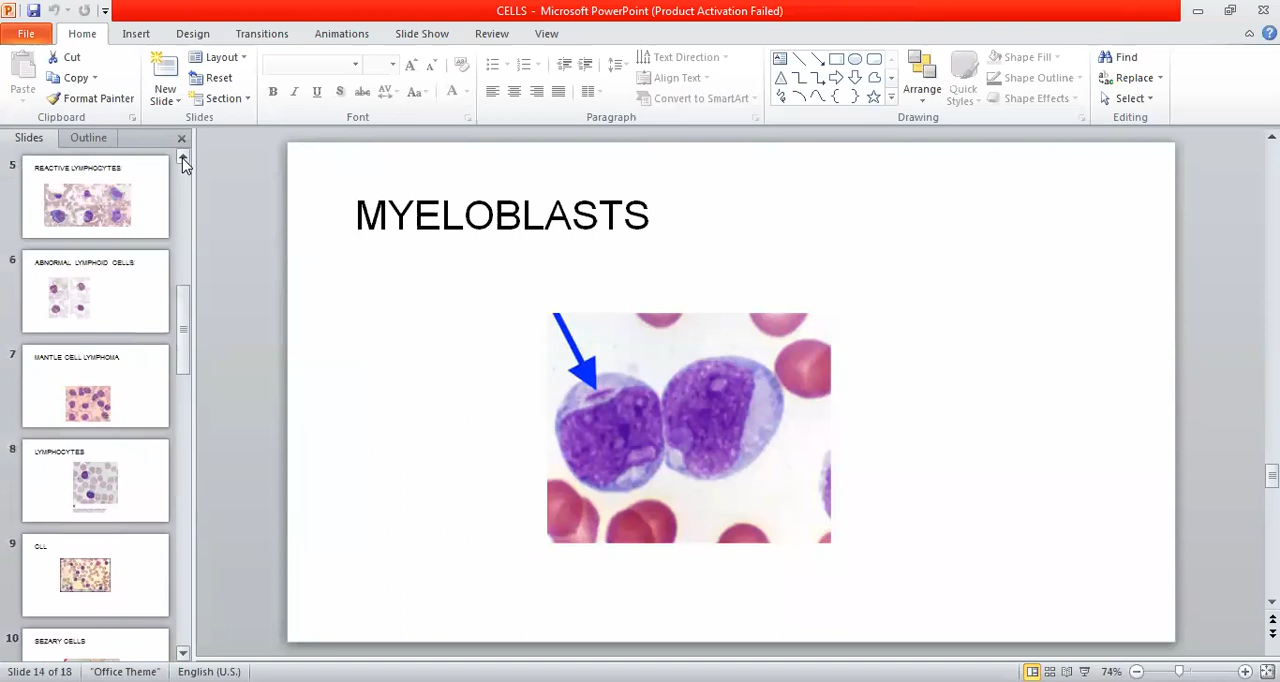 CELLS - Microsoft PowerPoint (Product Activation Failed)
File Home Insert Design Transitions Animations Slide Show Review View
Paste
Cut
Copy
Format Painter
Clipboard
New
Slide
Layout
Reset
Section
Slides
B I U S abc AV Aa A
Font
Paragraph
Text Direction
Align Text
Convert to SmartArt
Arrange
Quick
Styles
Shape Fill
Shape Outline
Shape Effects
Drawing
Find
Replace
Select
Editing
Slides Outline
5
REACTIVE LYMPHOCYTES
6
ABNORMAL LYMPHOID CELLS
7
MANTLE CELL LYMPHOMA
8
LYMPHOCYTES
9
CLL
10
SEZARY CELLS
MYELOBLASTS
Slide 14 of 18 "Office Theme" English (U.S.) 74%